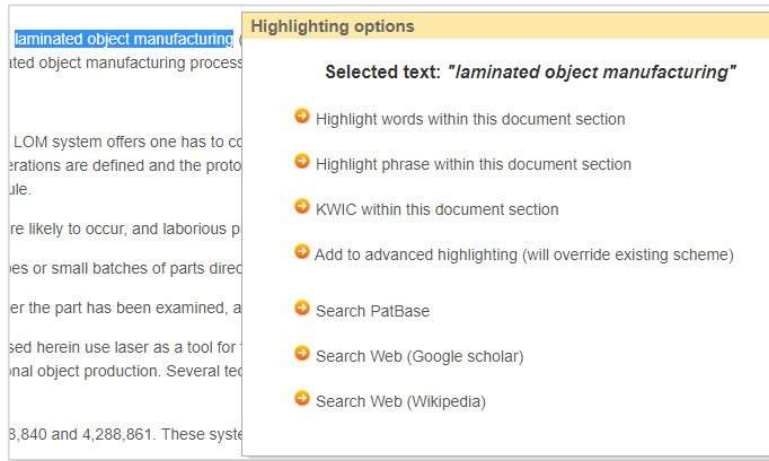 laminated object manufacturing (
ated object manufacturing process
LOM system offers one has to co
erations are defined and the proto
ule.
re likely to occur, and laborious p
pes or small batches of parts direc
er the part has been examined, a
sed herein use laser as a tool for
onal object production. Several tec
8,840 and 4,288,861. These syste
Highlighting options
Selected text: "laminated object manufacturing"
Highlight words within this document section
Highlight phrase within this document section
KWIC within this document section
Add to advanced highlighting (will override existing scheme)
Search PatBase
Search Web (Google scholar)
Search Web (Wikipedia)